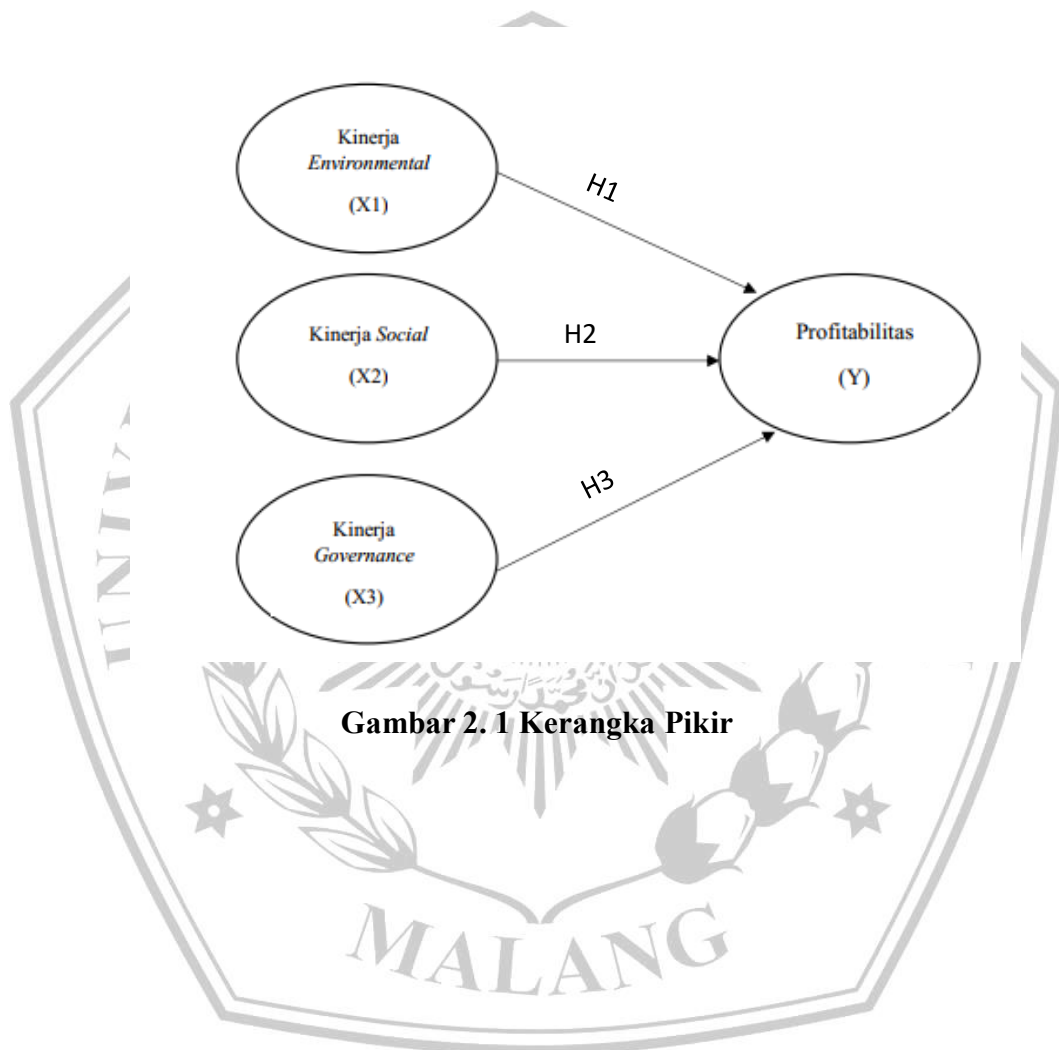 Kinerja
Environmental
(X1)
H1
Kinerja Social
(X2)
H2
Profitabilitas
(Y)
Kinerja
Governance
(X3)
H3
Gambar 2. 1 Kerangka Pikir
MALANG